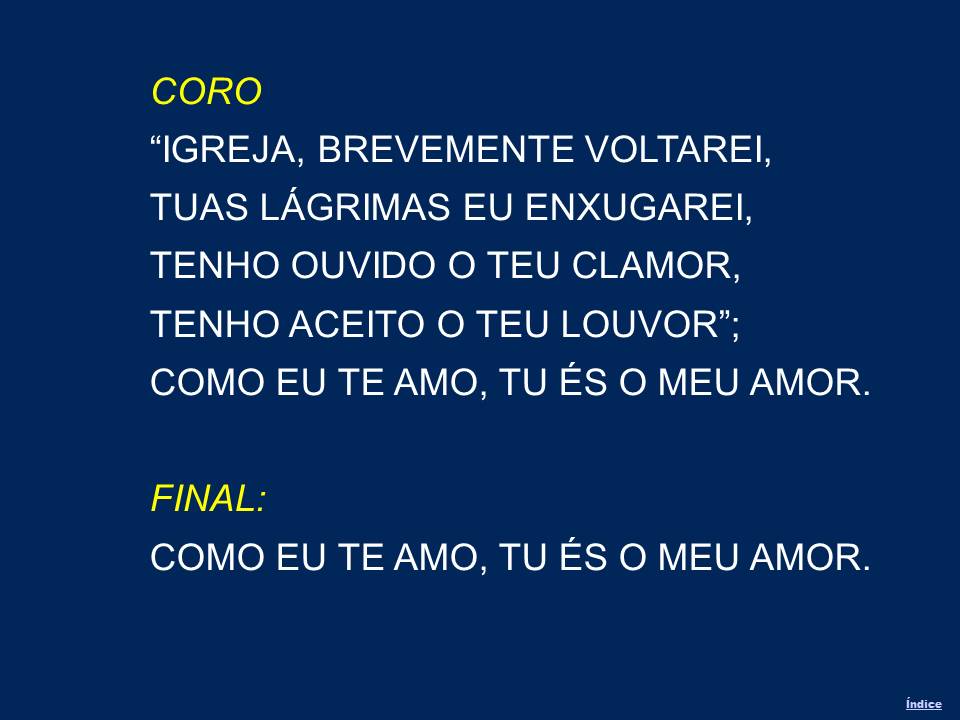 CORO
“IGREJA, BREVEMENTE VOLTAREI,
TUAS LÁGRIMAS EU ENXUGAREI,
TENHO OUVIDO O TEU CLAMOR,
TENHO ACEITO O TEU LOUVOR”;
COMO EU TE AMO, TU ÉS O MEU AMOR.
FINAL:
COMO EU TE AMO, TU ÉS O MEU AMOR.
Índice